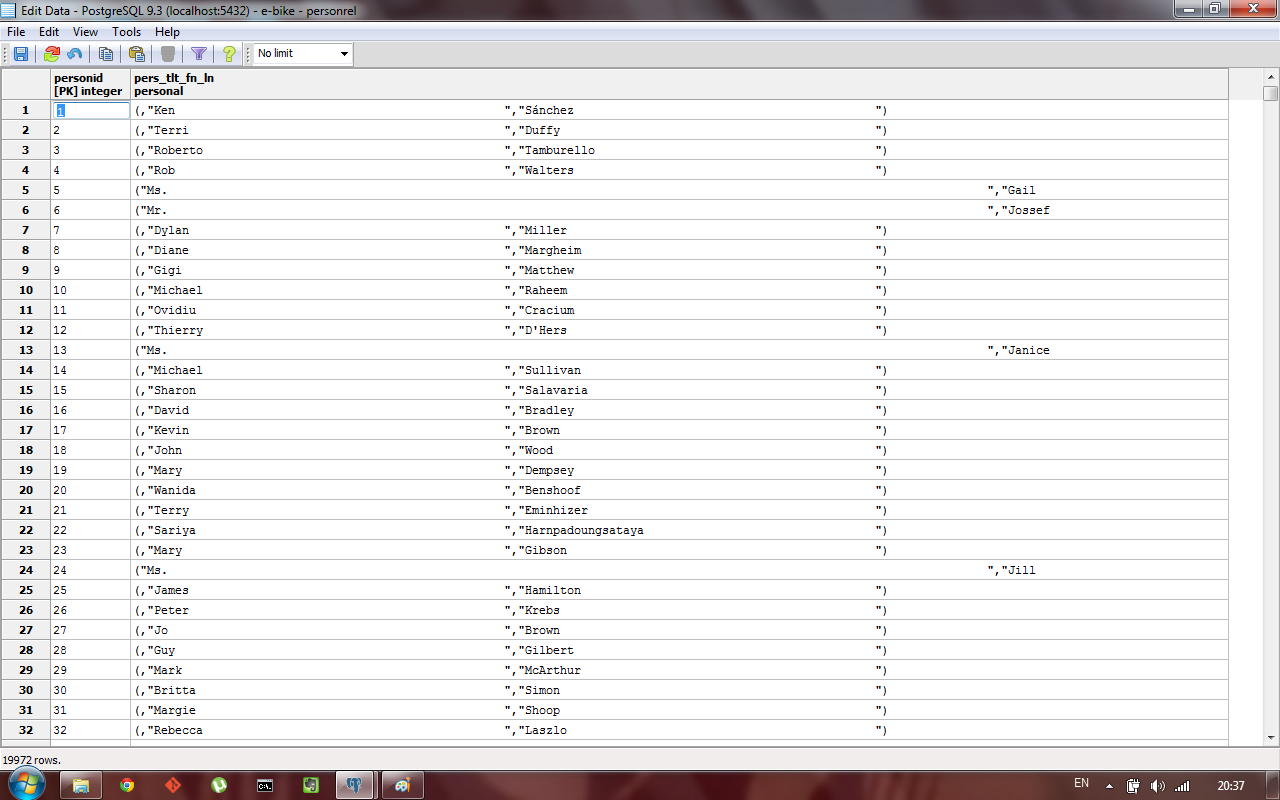 Edit Data - PostgreSQL 9.3 (localhost:5432) - e-bike - personrel
File Edit View Tools Help
No limit
personid pers_tlt_fn_ln
[PK] integer personal
1 1 (,"Ken ","Sánchez ")
2 2 (,"Terri ","Duffy ")
3 3 (,"Roberto ","Tamburello ")
4 4 (,"Rob ","Walters ")
5 5 ("Ms. ","Gail
6 6 ("Mr. ","Jossef
7 7 (,"Dylan ","Miller ")
8 8 (,"Diane ","Margheim ")
9 9 (,"Gigi ","Matthew ")
10 10 (,"Michael ","Raheem ")
11 11 (,"Ovidiu ","Cracium ")
12 12 (,"Thierry ","D'Hers ")
13 13 ("Ms. ","Janice
14 14 (,"Michael ","Sullivan ")
15 15 (,"Sharon ","Salavaria ")
16 16 (,"David ","Bradley ")
17 17 (,"Kevin ","Brown ")
18 18 (,"John ","Wood ")
19 19 (,"Mary ","Dempsey ")
20 20 (,"Wanida ","Benshoof ")
21 21 (,"Terry ","Eminhizer ")
22 22 (,"Sariya ","Harnpadoungsataya ")
23 23 (,"Mary ","Gibson ")
24 24 ("Ms. ","Jill
25 25 (,"James ","Hamilton ")
26 26 (,"Peter ","Krebs ")
27 27 (,"Jo ","Brown ")
28 28 (,"Guy ","Gilbert ")
29 29 (,"Mark ","McArthur ")
30 30 (,"Britta ","Simon ")
31 31 (,"Margie ","Shoop ")
32 32 (,"Rebecca ","Laszlo ")
19972 rows.
C:\.
EN 20:37